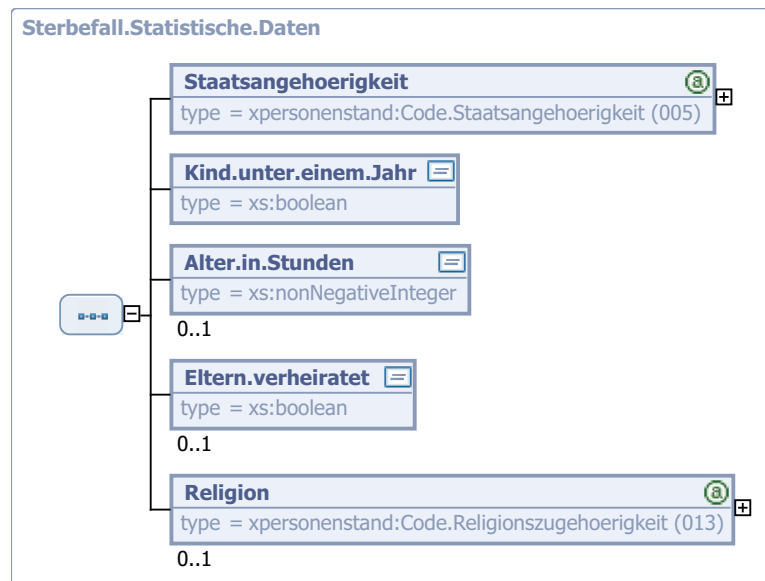 Sterbefall.Statistische.Daten
Staatsangehoerigkeit
type = xpersonenstand:Code.Staatsangehoerigkeit (005)
Kind.unter.einem.Jahr
type = xs:boolean
Alter.in.Stunden
type = xs:nonNegativeInteger
0..1
Eltern.verheiratet
type = xs:boolean
0..1
Religion
type = xpersonenstand:Code.Religionszugehoerigkeit (013)
0..1